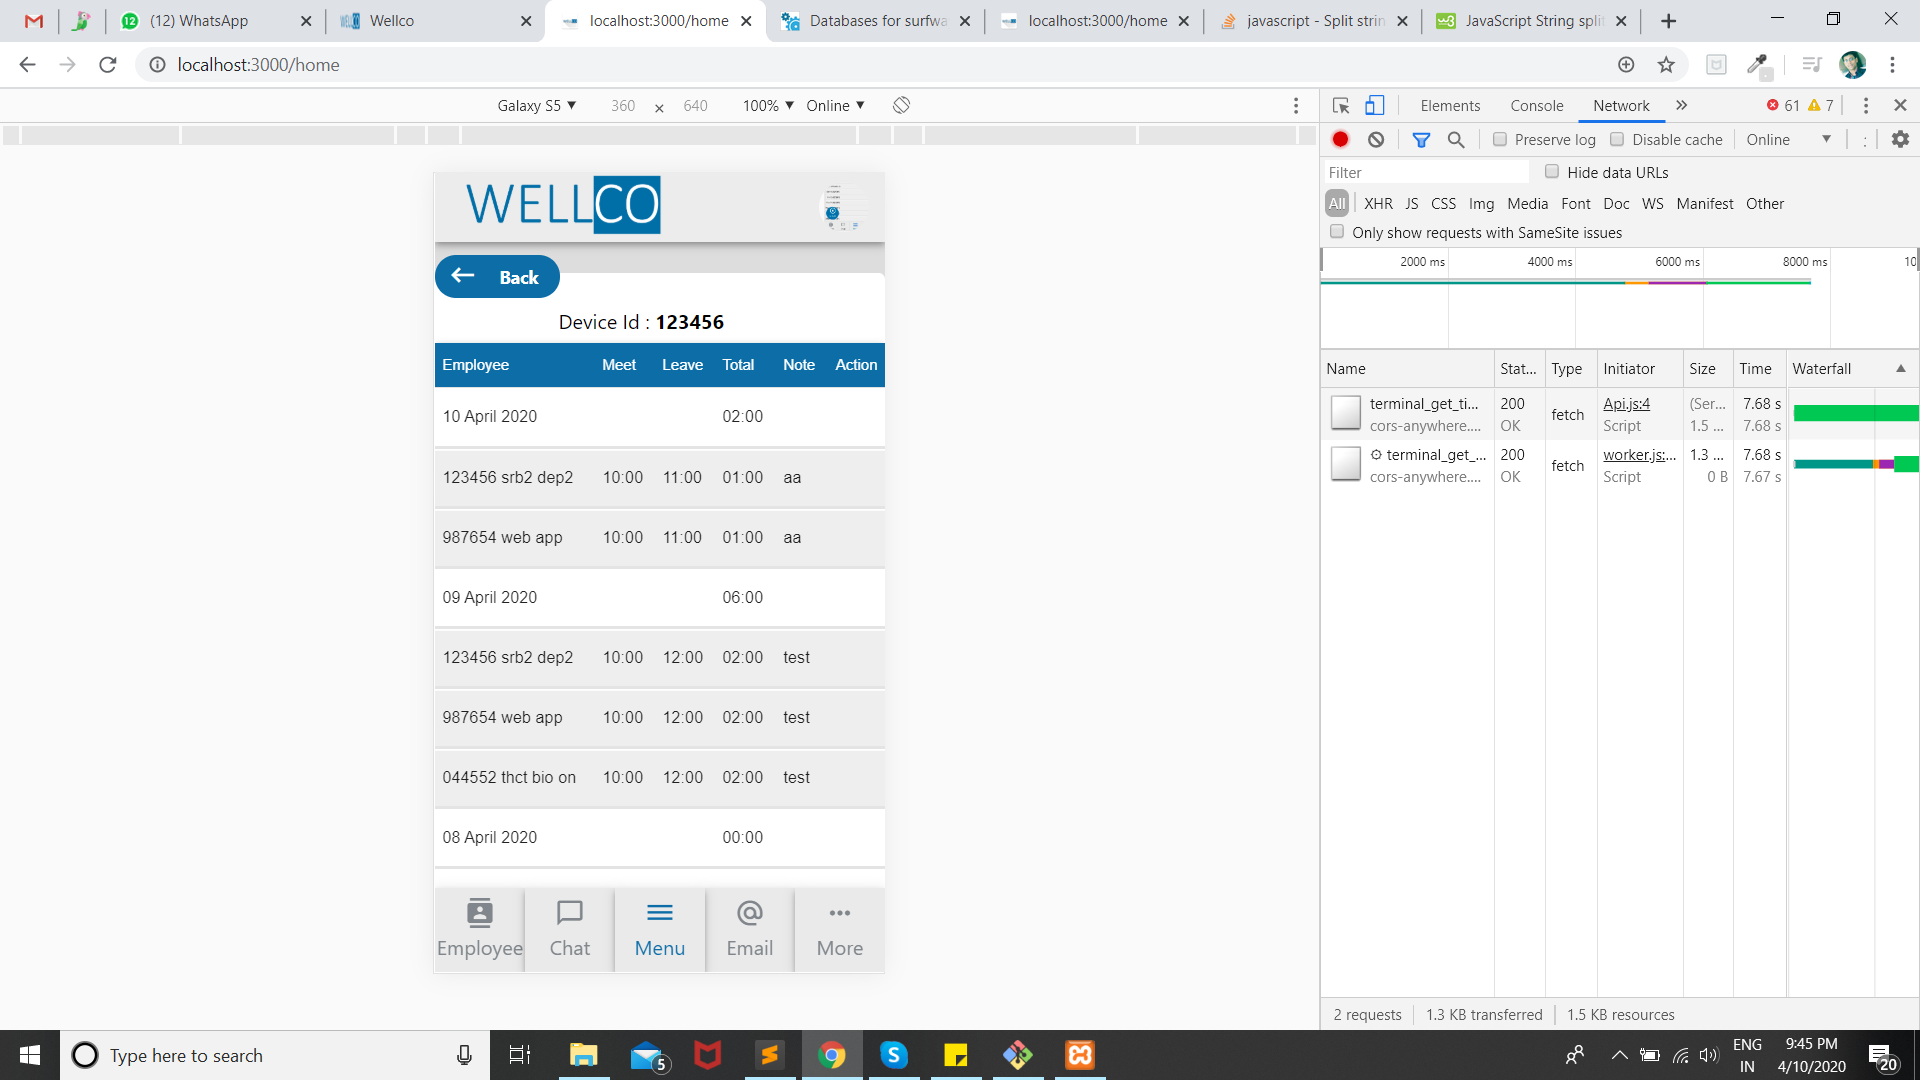 (12) WhatsApp
Wellco
localhost:3000/home
Databases for surfwa
localhost:3000/home
javascript - Split strin
JavaScript String split
localhost:3000/home
Galaxy S5 ▼ 360 × 640 100% ▼ Online ▼
Elements Console Network » 61 7
Preserve log Disable cache Online ▼
Filter Hide data URLs
All XHR JS CSS Img Media Font Doc WS Manifest Other
Only show requests with SameSite issues
2000 ms 4000 ms 6000 ms 8000 ms 10
Name Stat... Type Initiator Size Time Waterfall
terminal_get_ti... 200 fetch Api.js:4 (Ser... 7.68 s
cors-anywhere.... OK Script 1.5 ... 7.68 s
terminal_get_... 200 fetch worker.js:... 1.3 ... 7.68 s
cors-anywhere.... OK Script 0 B 7.67 s
2 requests 1.3 KB transferred 1.5 KB resources
WELLCO
Back
Device Id : 123456
Employee Meet Leave Total Note Action
10 April 2020 02:00
123456 srb2 dep2 10:00 11:00 01:00 aa
987654 web app 10:00 11:00 01:00 aa
09 April 2020 06:00
123456 srb2 dep2 10:00 12:00 02:00 test
987654 web app 10:00 12:00 02:00 test
044552 thct bio on 10:00 12:00 02:00 test
08 April 2020 00:00
Employee Chat Menu Email More
Type here to search
5
ENG
IN
9:45 PM
4/10/2020
20